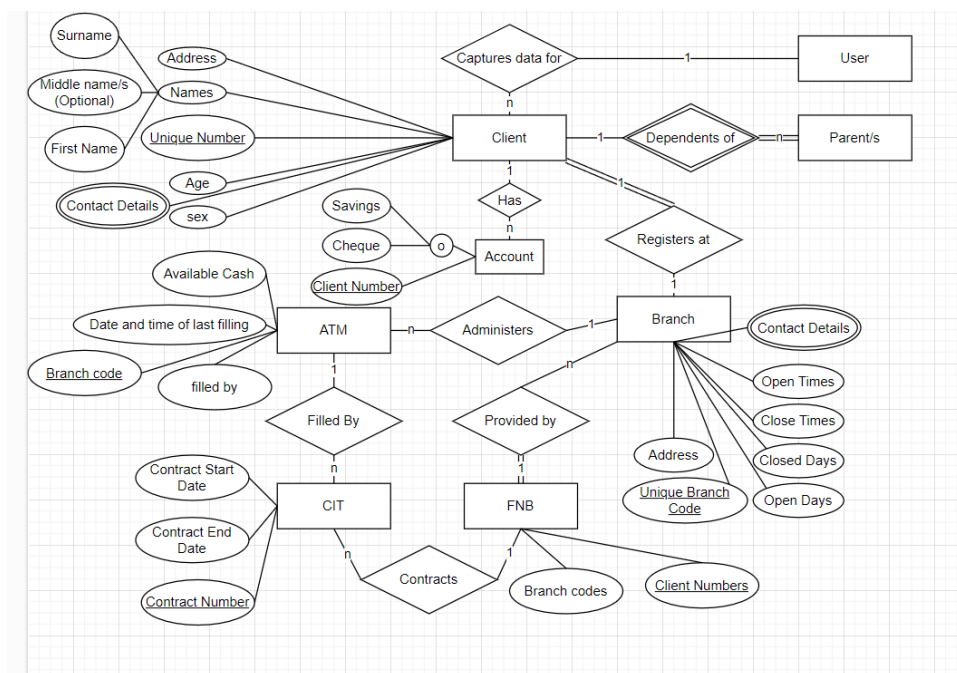 Surname
Address
Captures data for
1
User
Middle name/s
(Optional)
Names
n
First Name
Unique Number
Client
1
Dependents of
n
Parent/s
Age
1
1
Contact Details
sex
Savings
Has
n
Cheque
o
Account
Registers at
Available Cash
Client Number
1
Date and time of last filling
ATM
n
Administers
1
Branch
Contact Details
Branch code
filled by
1
n
Open Times
Filled By
Provided by
Close Times
Address
Closed Days
n
1
Contract Start
Date
Unique Branch
Code
Open Days
CIT
FNB
Contract End
Date
n
1
Contracts
Branch codes
Client Numbers
Contract Number